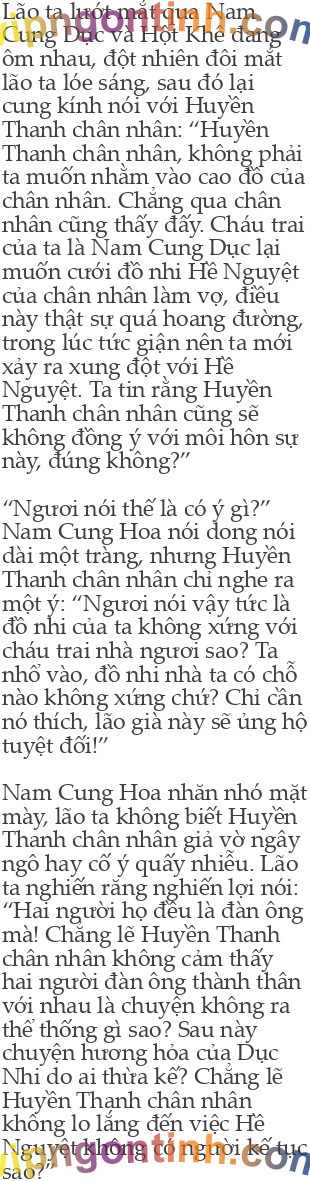 Lão ta lướt mắt qua Nam
Cung Dục và Hột Khê đang
ôm nhau, đột nhiên đôi mắt
lão ta lóe sáng, sau đó lại
cung kính nói với Huyền
Thanh chân nhân: “Huyền
Thanh chân nhân, không phải
ta muốn nhằm vào cao đồ của
chân nhân. Chẳng qua chân
nhân cũng thấy đấy. Cháu trai
của ta là Nam Cung Dục lại
muốn cưới đồ nhi Hề Nguyệt
của chân nhân làm vợ, điều
này thật sự quá hoang đường,
trong lúc tức giận nên ta mới
xảy ra xung đột với Hề
Nguyệt. Ta tin rằng Huyền
Thanh chân nhân cũng sẽ
không đồng ý với môi hôn sự
này, đúng không?”
“Ngươi nói thế là có ý gì?”
Nam Cung Hoa nói dong nói
dài một tràng, nhưng Huyền
Thanh chân nhân chỉ nghe ra
một ý: “Ngươi nói vậy tức là
đồ nhi của ta không xứng với
cháu trai nhà ngươi sao? Ta
nhổ vào, đồ nhi nhà ta có chỗ
nào không xứng chứ? Chỉ cần
nó thích, lão già này sẽ ủng hộ
tuyệt đối!”
Nam Cung Hoa nhăn nhó mặt
mày, lão ta không biết Huyền
Thanh chân nhân giả vờ ngây
ngô hay cố ý quấy nhiễu. Lão
ta nghiến răng nghiến lợi nói:
“Hai người họ đều là đàn ông
mà! Chẳng lẽ Huyền Thanh
chân nhân không cảm thấy
hai người đàn ông thành thân
với nhau là chuyện không ra
thể thống gì sao? Sau này
chuyện hương hỏa của Dục
Nhi do ai thừa kế? Chẳng lẽ
Huyền Thanh chân nhân
không lo lắng đến việc Hề
Nguyệt không có người kế tục
sao?”
vipngontinh.com
vipngontinh.com